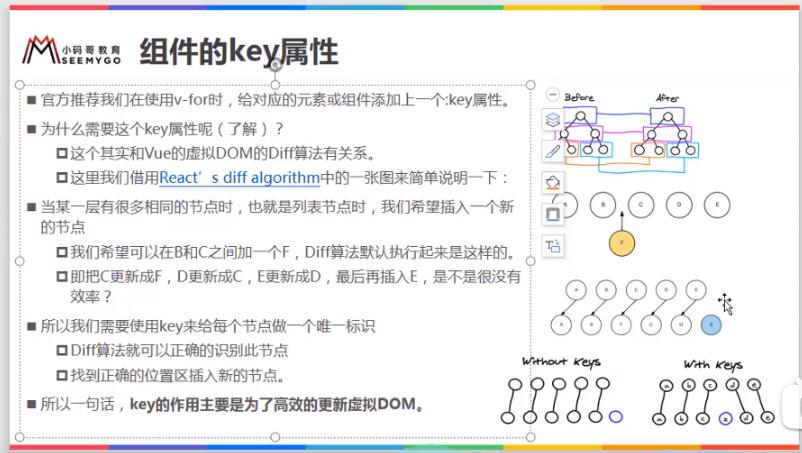 小码哥教育
SEEMYGO
组件的key属性
官方推荐我们在使用v-for时，给对应的元素或组件添加上一个:key属性。
为什么需要这个key属性呢（了解）？
这个其实和Vue的虚拟DOM的Diff算法有关系。
这里我们借用React’s diff algorithm中的一张图来简单说明一下：
当某一层有很多相同的节点时，也就是列表节点时，我们希望插入一个新
的节点
我们希望可以在B和C之间加一个F，Diff算法默认执行起来是这样的。
即把C更新成F，D更新成C，E更新成D，最后再插入E，是不是很没有
效率？
所以我们需要使用key来给每个节点做一个唯一标识
Diff算法就可以正确的识别此节点
找到正确的位置区插入新的节点。
所以一句话，key的作用主要是为了高效的更新虚拟DOM。
Before After
A B C D E
F
A B C D E
A B F C D E
Without Keys
With Keys
a b c d e
a b c z d e